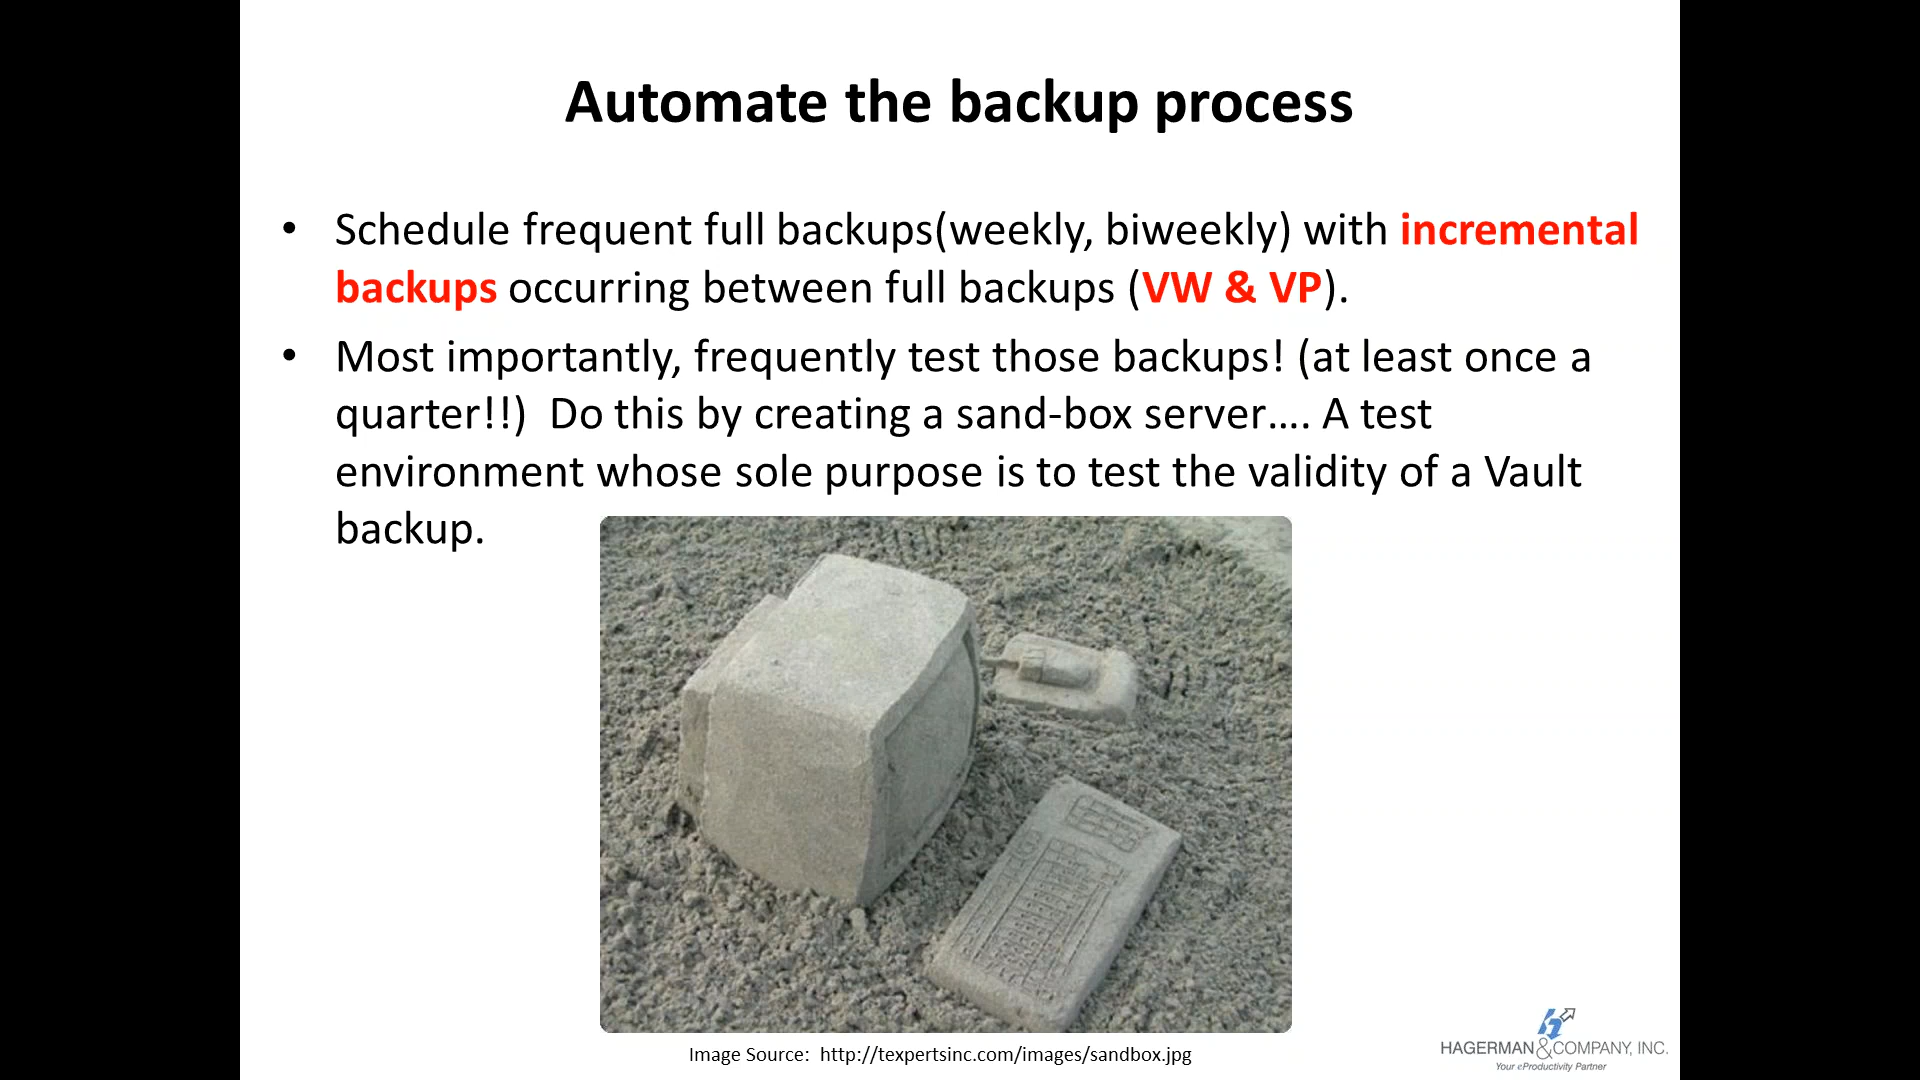 Automate the backup process
• Schedule frequent full backups(weekly, biweekly) with incremental
backups occurring between full backups (VW & VP).
• Most importantly, frequently test those backups! (at least once a
quarter!!)  Do this by creating a sand-box server…. A test
environment whose sole purpose is to test the validity of a Vault
backup.
Image Source:  http://texpertsinc.com/images/sandbox.jpg
HAGERMAN&COMPANY, INC.
Your eProductivity Partner